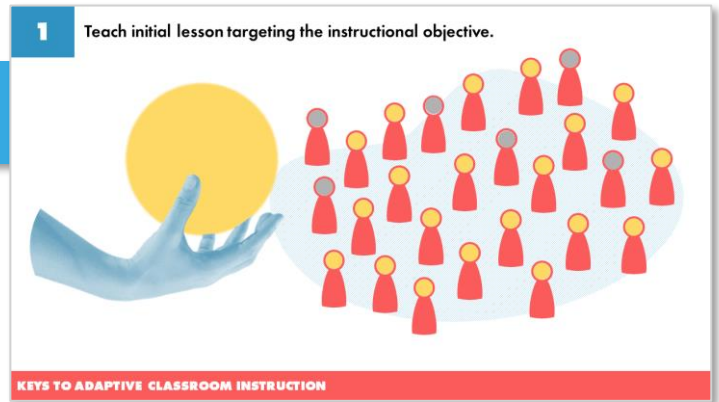 1
Teach initial lesson targeting the instructional objective.
KEYS TO ADAPTIVE CLASSROOM INSTRUCTION